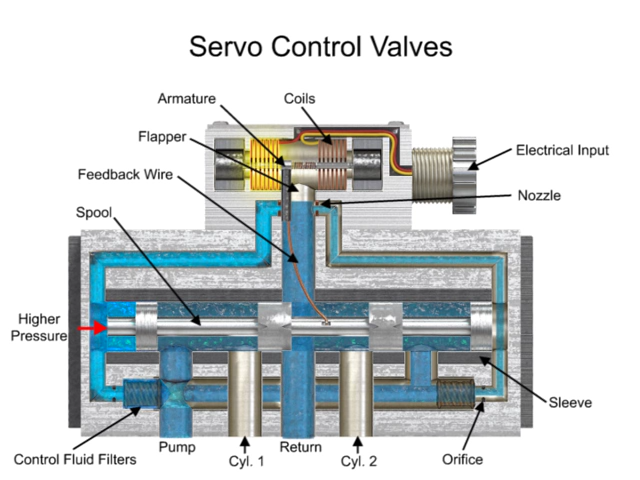 Servo Control Valves
Armature
Coils
Flapper
Electrical Input
Feedback Wire
Nozzle
Spool
Higher
Pressure
Sleeve
Control Fluid Filters
Pump
Cyl. 1
Return
Cyl. 2
Orifice